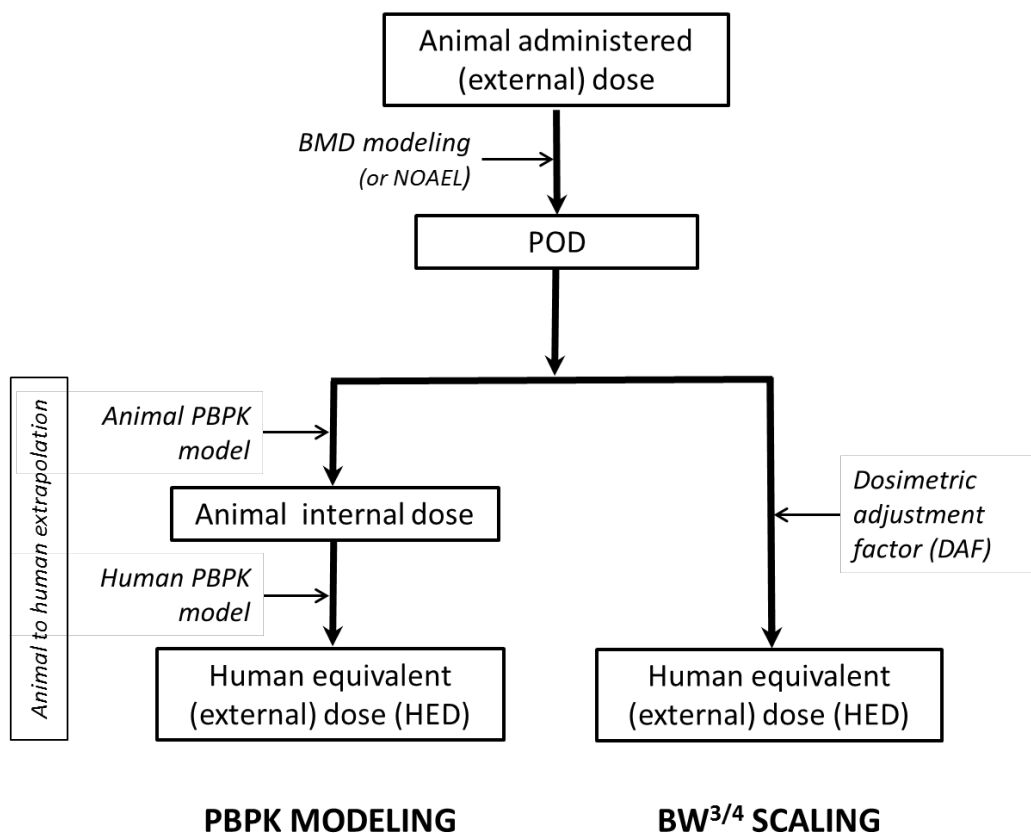 Animal administered
(external) dose
BMD modeling
(or NOAEL)
POD
Animal to human extrapolation
Animal PBPK
model
Animal internal dose
Human PBPK
model
Human equivalent
(external) dose (HED)
Dosimetric
adjustment
factor (DAF)
Human equivalent
(external) dose (HED)
PBPK MODELING
BW3/4 SCALING